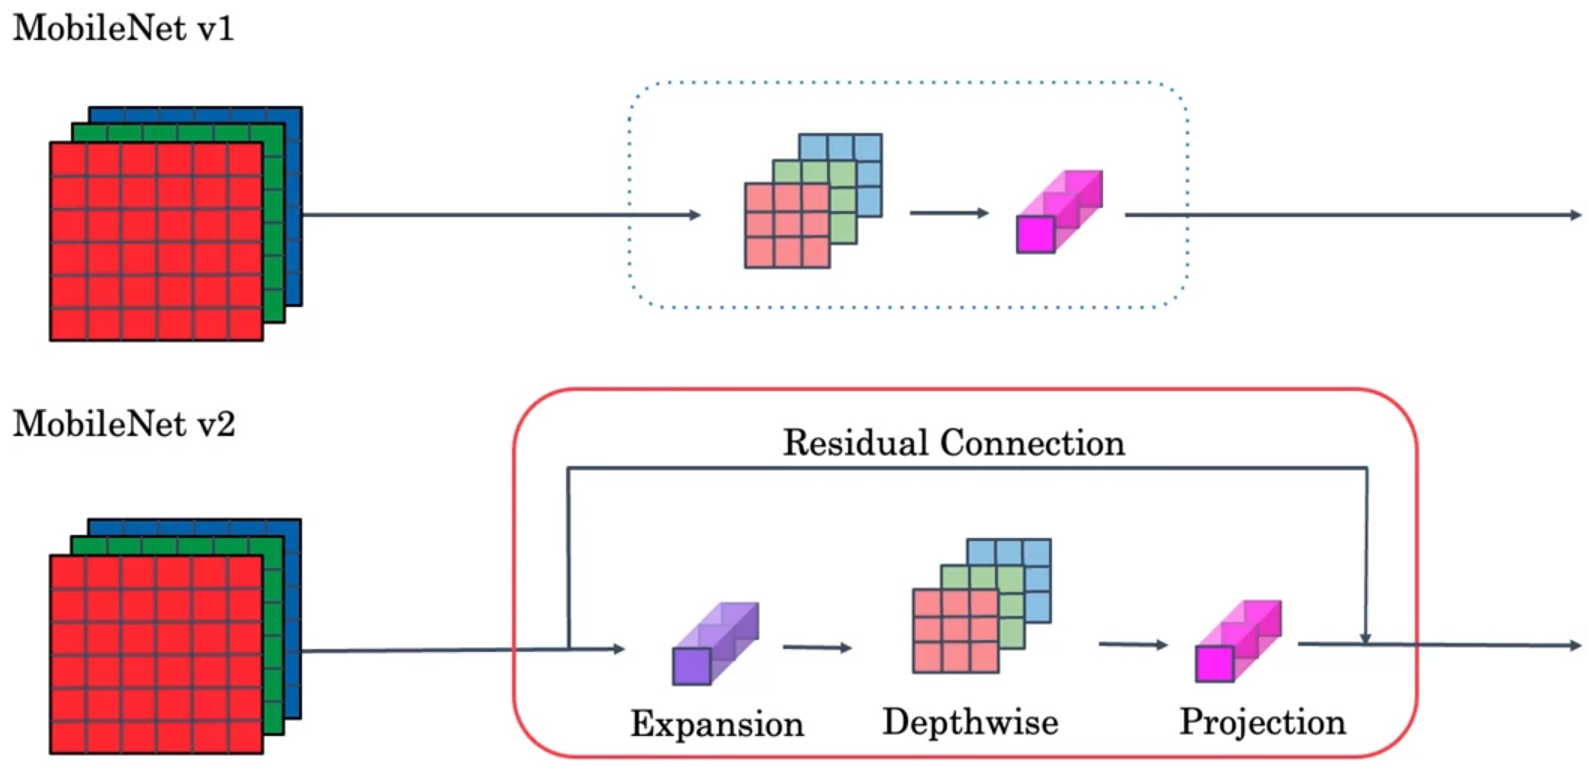 MobileNet v1
MobileNet v2
Residual Connection
Expansion
Depthwise
Projection